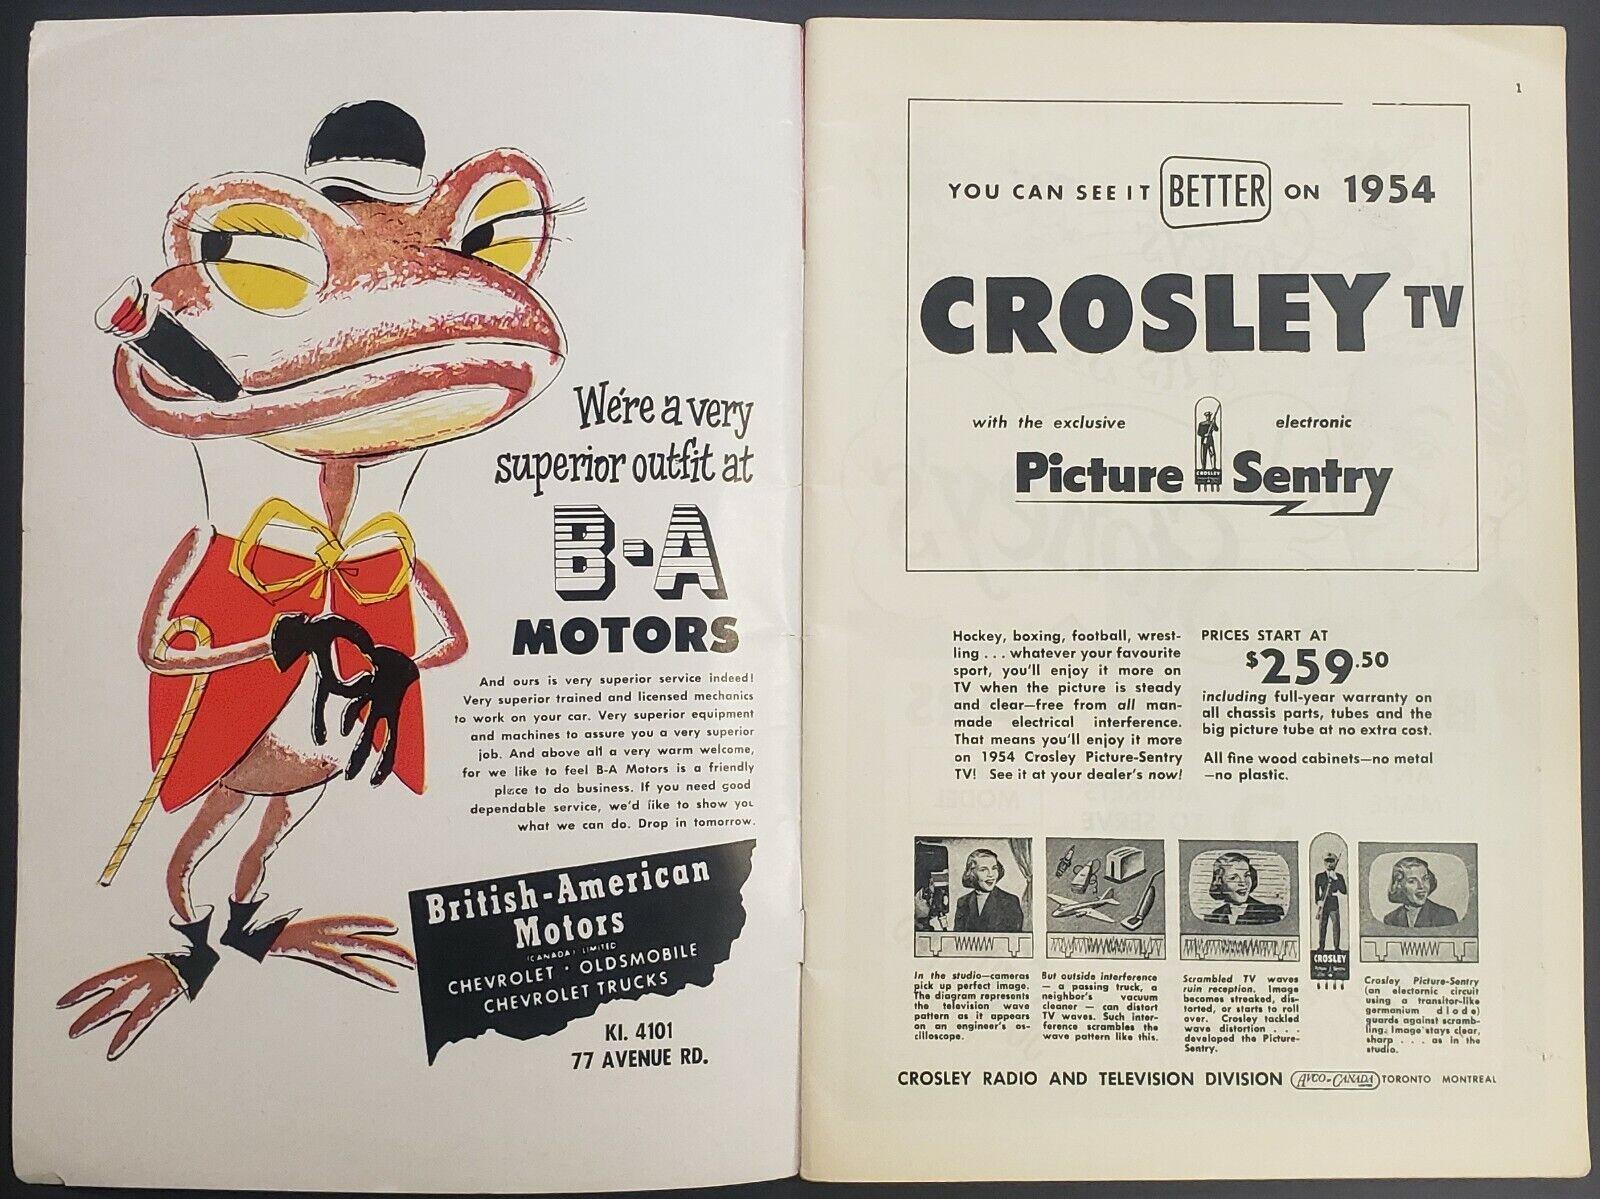 We're a very
superior outfit at
B-A
MOTORS
And ours is very superior service indeed!
Very superior trained and licensed mechanics
to work on your car. Very superior equipment
and machines to assure you a very superior
job. And above all a very warm welcome,
for we like to feel B-A Motors is a friendly
place to do business. If you need good
dependable service, we'd like to show you
what we can do. Drop in tomorrow.
British-American
Motors
(CANADA) LIMITED
CHEVROLET · OLDSMOBILE
CHEVROLET TRUCKS
KI. 4101
77 AVENUE RD.
1
YOU CAN SEE IT BETTER ON 1954
CROSLEY TV
with the exclusive electronic
CROSLEY
Picture Sentry
Hockey, boxing, football, wrest-
ling . . . whatever your favourite
sport, you'll enjoy it more on
TV when the picture is steady
and clear—free from all man-
made electrical interference.
That means you'll enjoy it more
on 1954 Crosley Picture-Sentry
TV! See it at your dealer's now!
PRICES START AT
$259.50
including full-year warranty on
all chassis parts, tubes and the
big picture tube at no extra cost.
All fine wood cabinets—no metal
—no plastic.
In the studio—cameras
pick up perfect image.
The diagram represents
the television wave
pattern as it appears
on an engineer's os-
cilloscope.
But outside interference
— a passing truck, a
neighbor's vacuum
cleaner — can distort
TV waves. Such inter-
ference scrambles the
wave pattern like this.
Scrambled TV waves
ruin reception. Image
becomes streaked, dis-
torted, or starts to roll
over. Crosley tackled
wave distortion . . .
developed the Picture-
Sentry.
CROSLEY
Picture Sentry
Crosley Picture-Sentry
(an electornic circuit
using a transitor-like
germanium diode)
guards against scramb-
ling. Image stays clear,
sharp . . . as in the
studio.
CROSLEY RADIO AND TELEVISION DIVISION AVCO-CANADA TORONTO MONTREAL